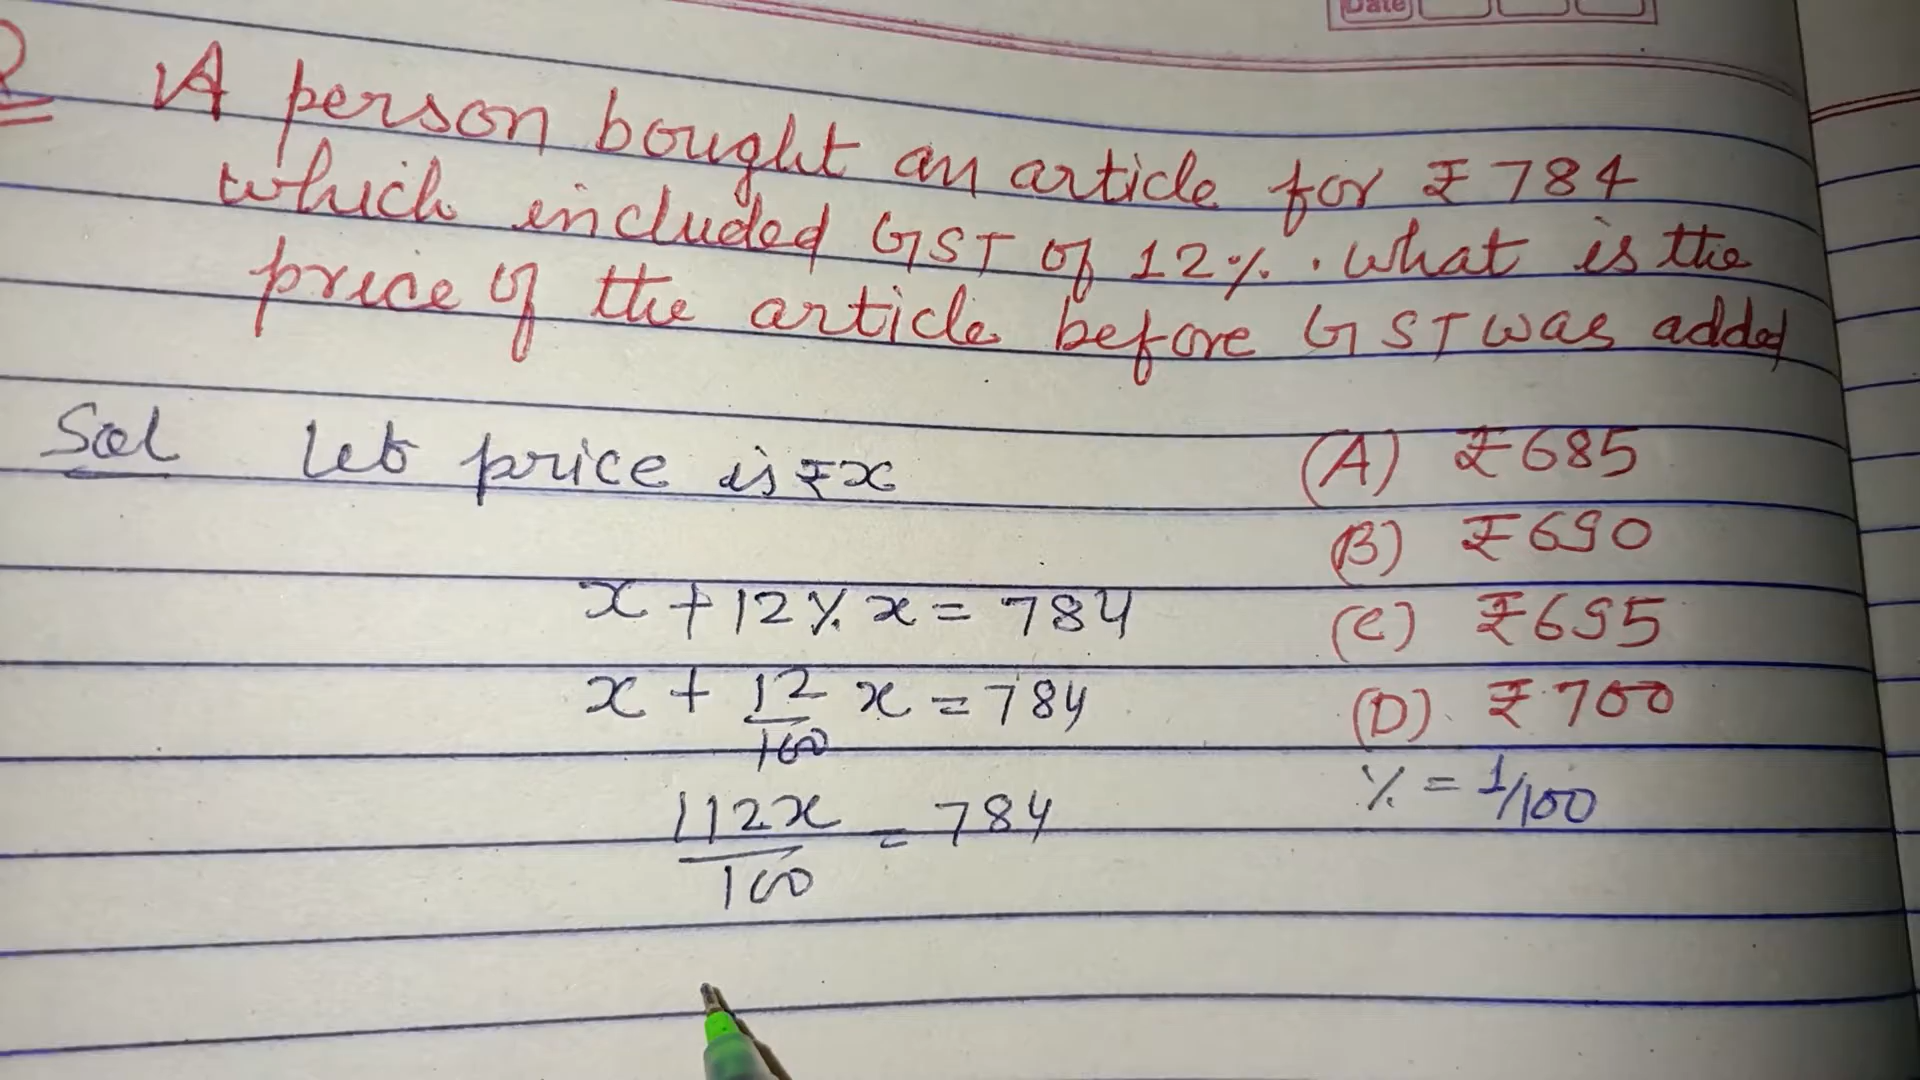 Date
Q A person bought an article for ₹784
which included GST of 12%. what is the
price of the article before GST was added
Sol Let price is ₹x
(A) ₹685
(B) ₹690
(C) ₹695
(D) ₹700
x + 12% x = 784
x + 12/100 x = 784
112x/100 = 784
% = 1/100